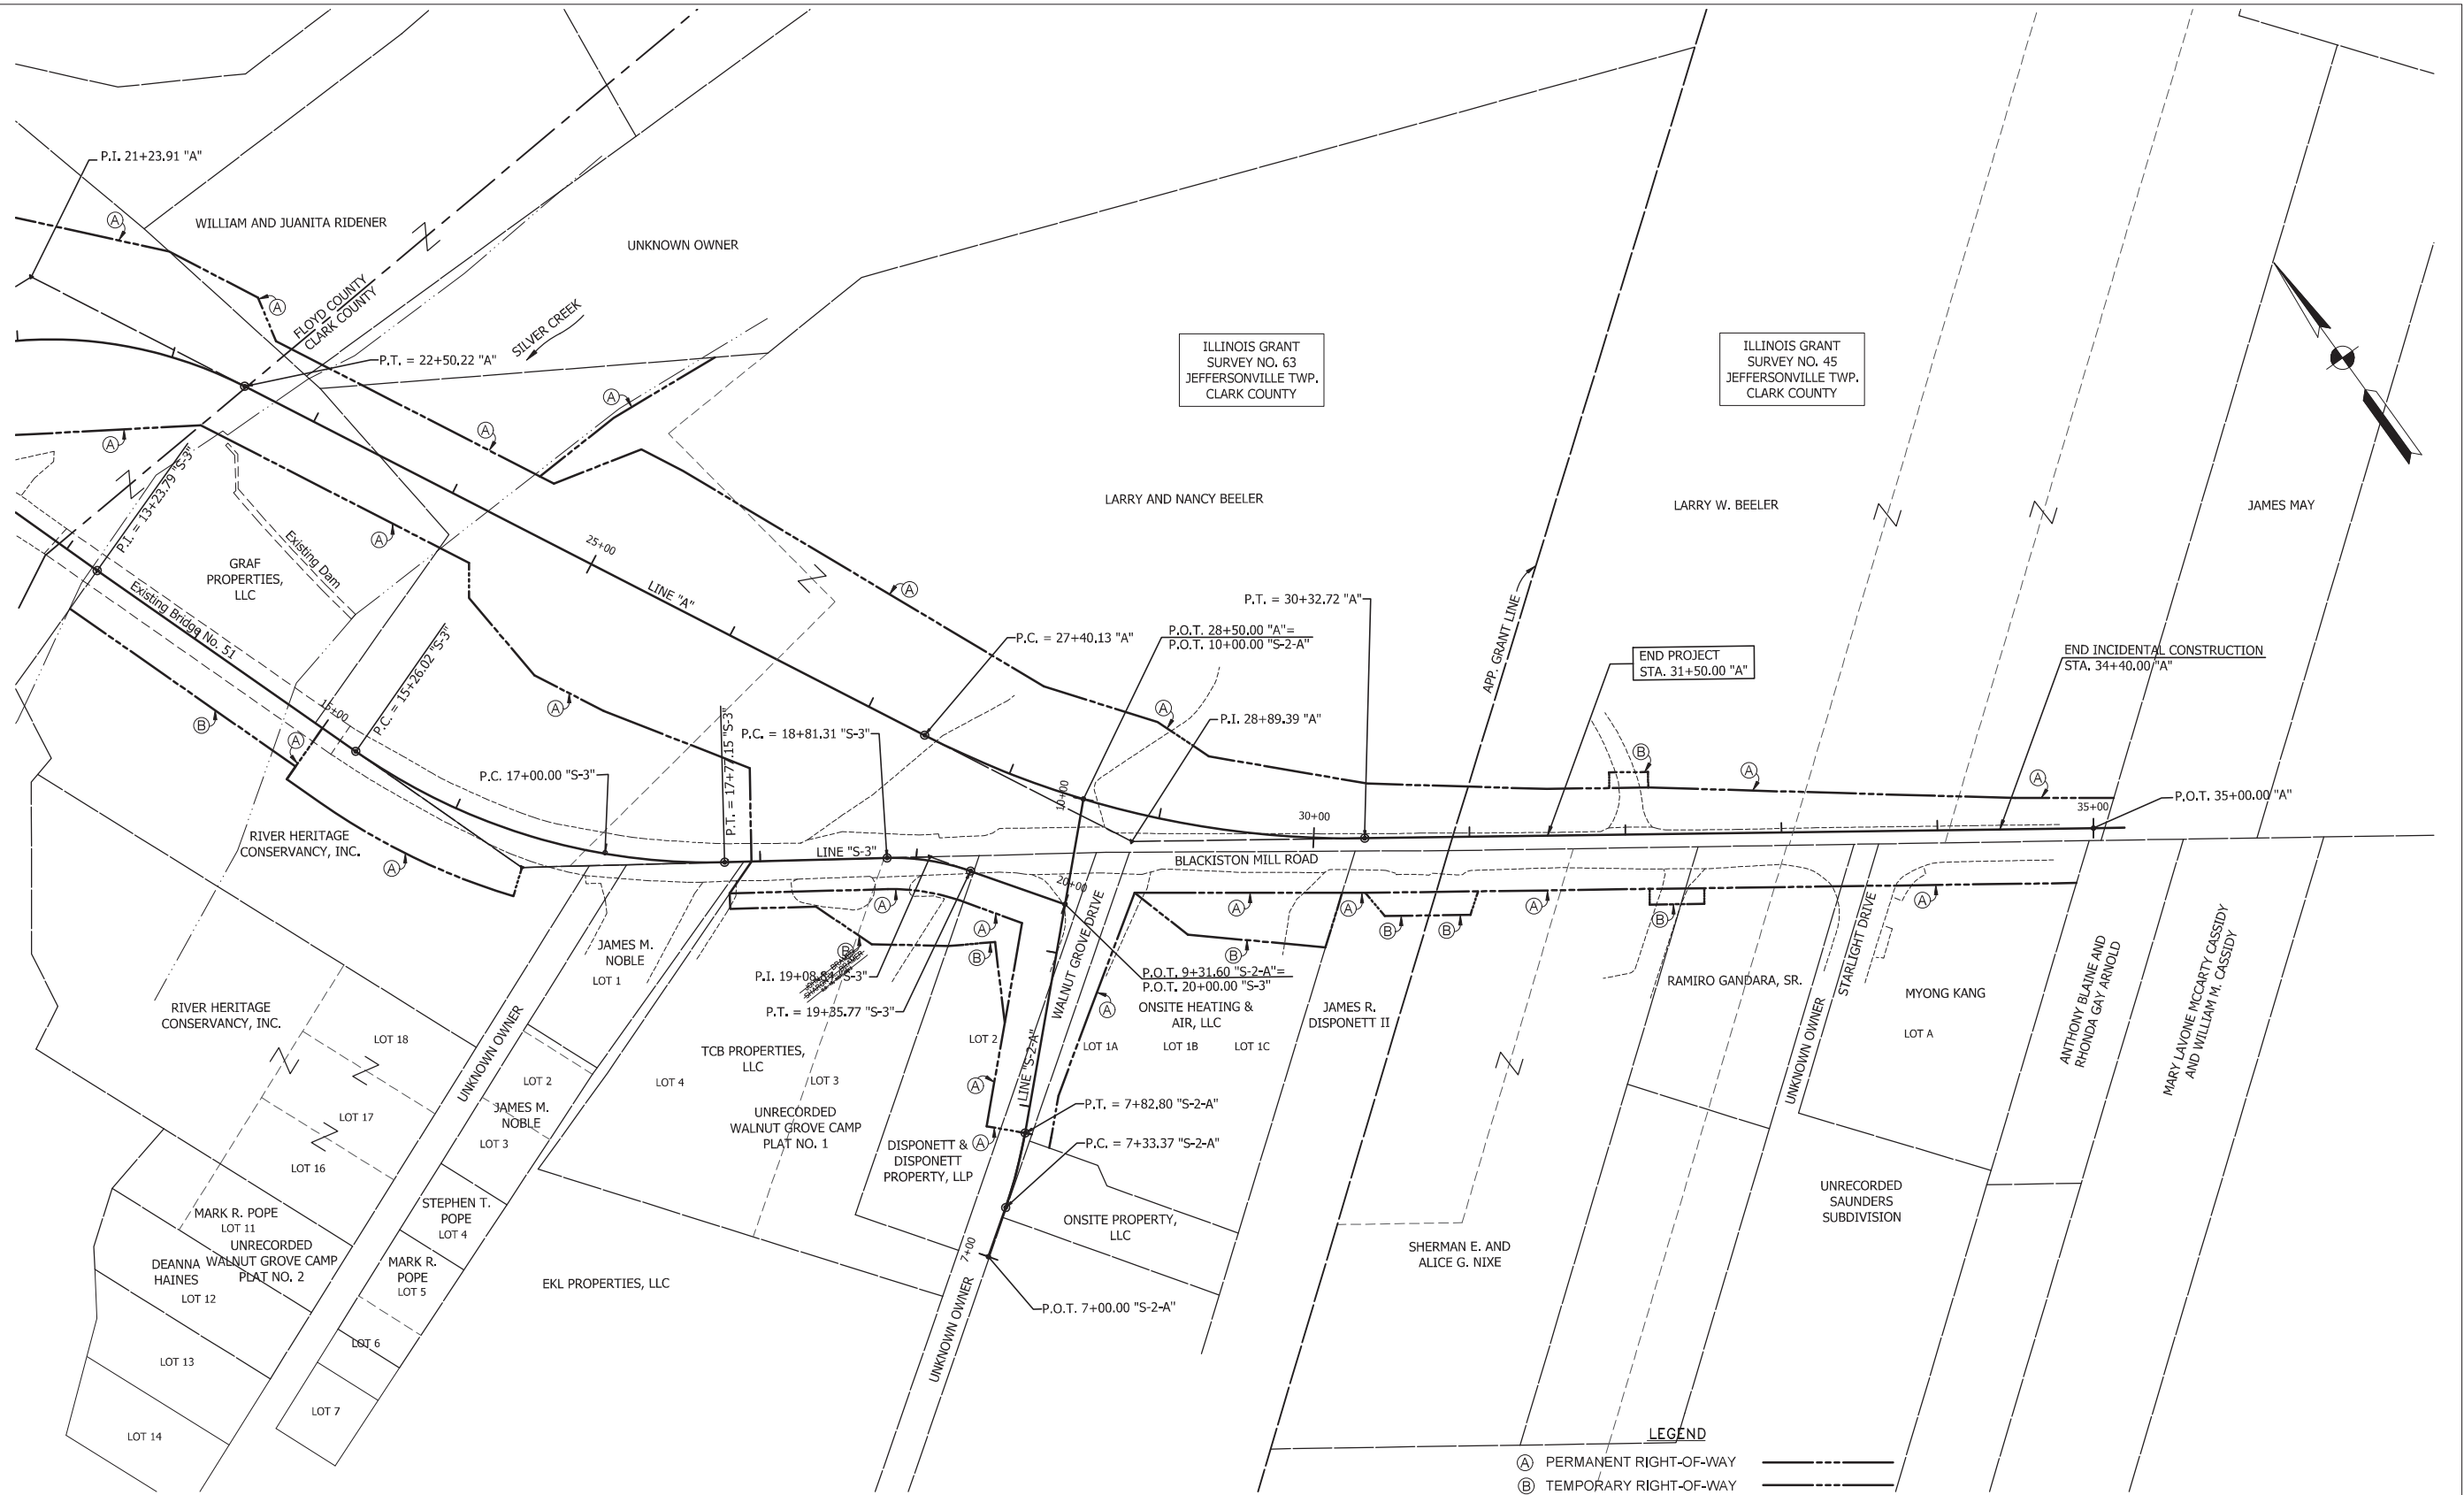 P.I. 21+23.91 "A"
WILLIAM AND JUANITA RIDENER
UNKNOWN OWNER
A
A
FLOYD COUNTY
CLARK COUNTY
SILVER CREEK
P.T. = 22+50.22 "A"
A
A
A
A
ILLINOIS GRANT
SURVEY NO. 63
JEFFERSONVILLE TWP.
CLARK COUNTY
ILLINOIS GRANT
SURVEY NO. 45
JEFFERSONVILLE TWP.
CLARK COUNTY
LARRY AND NANCY BEELER
LARRY W. BEELER
JAMES MAY
P.I. = 13+23.79 "S-3"
GRAF
PROPERTIES,
LLC
Existing Dam
Existing Bridge No. 51
25+00
LINE "A"
A
P.C. = 27+40.13 "A"
P.O.T. 28+50.00 "A"=
P.O.T. 10+00.00 "S-2-A"
P.T. = 30+32.72 "A"
APP. GRANT LINE
END PROJECT
STA. 31+50.00 "A"
END INCIDENTAL CONSTRUCTION
STA. 34+40.00 "A"
P.C. = 15+26.02 "S-3"
15+00
B
A
A
A
P.I. 28+89.39 "A"
P.C. = 18+81.31 "S-3"
P.T. = 17+77.15 "S-3"
P.C. 17+00.00 "S-3"
B
A
A
P.O.T. 35+00.00 "A"
10+00
30+00
35+00
RIVER HERITAGE
CONSERVANCY, INC.
A
LINE "S-3"
BLACKISTON MILL ROAD
20+00
A
A
B
B
A
A
B
B
A
B
A
B
A
WALNUT GROVE DRIVE
STARLIGHT DRIVE
JAMES M.
NOBLE
LOT 1
P.I. 19+08.84 "S-3"
P.T. = 19+35.77 "S-3"
P.O.T. 9+31.60 "S-2-A"=
P.O.T. 20+00.00 "S-3"
ONSITE HEATING &
AIR, LLC
A
JAMES R.
DISPONETT II
RAMIRO GANDARA, SR.
MYONG KANG
LOT A
ANTHONY BLAINE AND
RHONDA GAY ARNOLD
MARY LAVONE MCCARTY CASSIDY
AND WILLIAM M. CASSIDY
RIVER HERITAGE
CONSERVANCY, INC.
LOT 18
UNKNOWN OWNER
LOT 2
TCB PROPERTIES,
LLC
LOT 4
LOT 3
LOT 2
LINE "S-2-A"
LOT 1A
LOT 1B
LOT 1C
UNKNOWN OWNER
LOT 17
JAMES M.
NOBLE
LOT 3
UNRECORDED
WALNUT GROVE CAMP
PLAT NO. 1
A
P.T. = 7+82.80 "S-2-A"
LOT 16
DISPONETT &
DISPONETT
PROPERTY, LLP
A
P.C. = 7+33.37 "S-2-A"
MARK R. POPE
LOT 11
UNRECORDED
WALNUT GROVE CAMP
PLAT NO. 2
STEPHEN T.
POPE
LOT 4
ONSITE PROPERTY,
LLC
UNRECORDED
SAUNDERS
SUBDIVISION
DEANNA
HAINES
LOT 12
MARK R.
POPE
LOT 5
EKL PROPERTIES, LLC
7+00
SHERMAN E. AND
ALICE G. NIXE
UNKNOWN OWNER
P.O.T. 7+00.00 "S-2-A"
LOT 13
LOT 6
LOT 7
LOT 14
LEGEND
A PERMANENT RIGHT-OF-WAY
B TEMPORARY RIGHT-OF-WAY